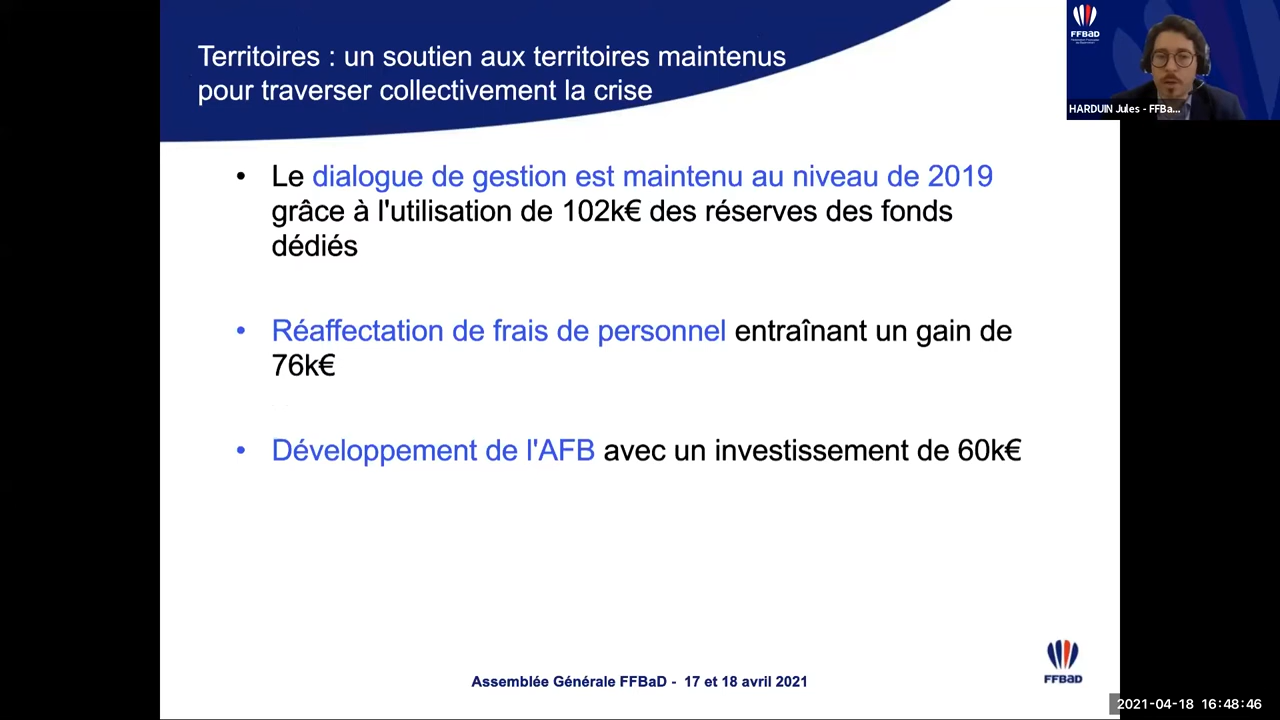 Territoires : un soutien aux territoires maintenus
pour traverser collectivement la crise
FFBaD
HARDUIN Jules - FFBa...
• Le dialogue de gestion est maintenu au niveau de 2019
grâce à l'utilisation de 102k€ des réserves des fonds
dédiés
• Réaffectation de frais de personnel entraînant un gain de
76k€
• Développement de l'AFB avec un investissement de 60k€
Assemblée Générale FFBaD - 17 et 18 avril 2021
FFBaD
2021-04-18 16:48:46